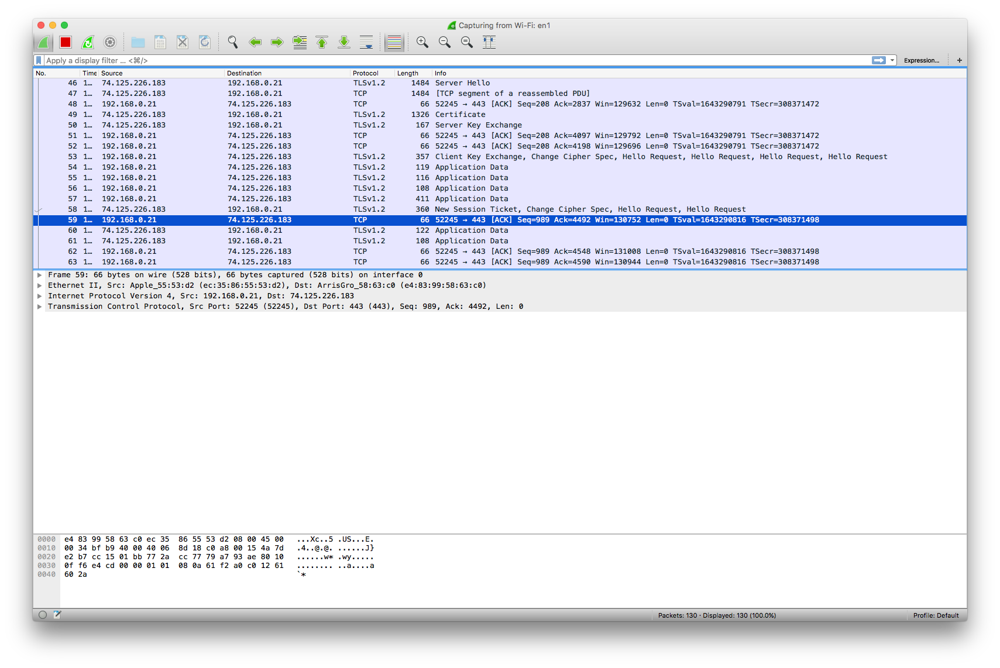 Capturing from Wi-Fi: en1
Apply a display filter ... <⌘/>
Expression... +
No. Time Source Destination Protocol Length Info
46 1... 74.125.226.183 192.168.0.21 TLSv1.2 1484 Server Hello
47 1... 74.125.226.183 192.168.0.21 TCP 1484 [TCP segment of a reassembled PDU]
48 1... 192.168.0.21 74.125.226.183 TCP 66 52245 → 443 [ACK] Seq=208 Ack=2837 Win=129632 Len=0 TSval=1643290791 TSecr=308371472
49 1... 74.125.226.183 192.168.0.21 TLSv1.2 1326 Certificate
50 1... 74.125.226.183 192.168.0.21 TLSv1.2 167 Server Key Exchange
51 1... 192.168.0.21 74.125.226.183 TCP 66 52245 → 443 [ACK] Seq=208 Ack=4097 Win=129792 Len=0 TSval=1643290791 TSecr=308371472
52 1... 192.168.0.21 74.125.226.183 TCP 66 52245 → 443 [ACK] Seq=208 Ack=4198 Win=129696 Len=0 TSval=1643290791 TSecr=308371472
53 1... 192.168.0.21 74.125.226.183 TLSv1.2 357 Client Key Exchange, Change Cipher Spec, Hello Request, Hello Request, Hello Request, Hello Request
54 1... 192.168.0.21 74.125.226.183 TLSv1.2 119 Application Data
55 1... 192.168.0.21 74.125.226.183 TLSv1.2 116 Application Data
56 1... 192.168.0.21 74.125.226.183 TLSv1.2 108 Application Data
57 1... 192.168.0.21 74.125.226.183 TLSv1.2 411 Application Data
58 1... 74.125.226.183 192.168.0.21 TLSv1.2 360 New Session Ticket, Change Cipher Spec, Hello Request, Hello Request
59 1... 192.168.0.21 74.125.226.183 TCP 66 52245 → 443 [ACK] Seq=989 Ack=4492 Win=130752 Len=0 TSval=1643290816 TSecr=308371498
60 1... 74.125.226.183 192.168.0.21 TLSv1.2 122 Application Data
61 1... 74.125.226.183 192.168.0.21 TLSv1.2 108 Application Data
62 1... 192.168.0.21 74.125.226.183 TCP 66 52245 → 443 [ACK] Seq=989 Ack=4548 Win=131008 Len=0 TSval=1643290816 TSecr=308371498
63 1... 192.168.0.21 74.125.226.183 TCP 66 52245 → 443 [ACK] Seq=989 Ack=4590 Win=130944 Len=0 TSval=1643290816 TSecr=308371498
Frame 59: 66 bytes on wire (528 bits), 66 bytes captured (528 bits) on interface 0
Ethernet II, Src: Apple_55:53:d2 (ec:35:86:55:53:d2), Dst: ArrisGro_58:63:c0 (e4:83:99:58:63:c0)
Internet Protocol Version 4, Src: 192.168.0.21, Dst: 74.125.226.183
Transmission Control Protocol, Src Port: 52245 (52245), Dst Port: 443 (443), Seq: 989, Ack: 4492, Len: 0
0000 e4 83 99 58 63 c0 ec 35 86 55 53 d2 08 00 45 00 ...Xc..5 .US...E.
0010 00 34 bf b9 40 00 40 06 8d 18 c0 a8 00 15 4a 7d .4..@.@. ......J}
0020 e2 b7 cc 15 01 bb 77 2a cc 77 79 a7 93 ae 80 10 ......w* .wy.....
0030 0f f6 e4 cd 00 00 01 01 08 0a 61 f2 a0 c0 12 61 ........ ..a....a
0040 60 2a `*
Packets: 130 · Displayed: 130 (100.0%)
Profile: Default